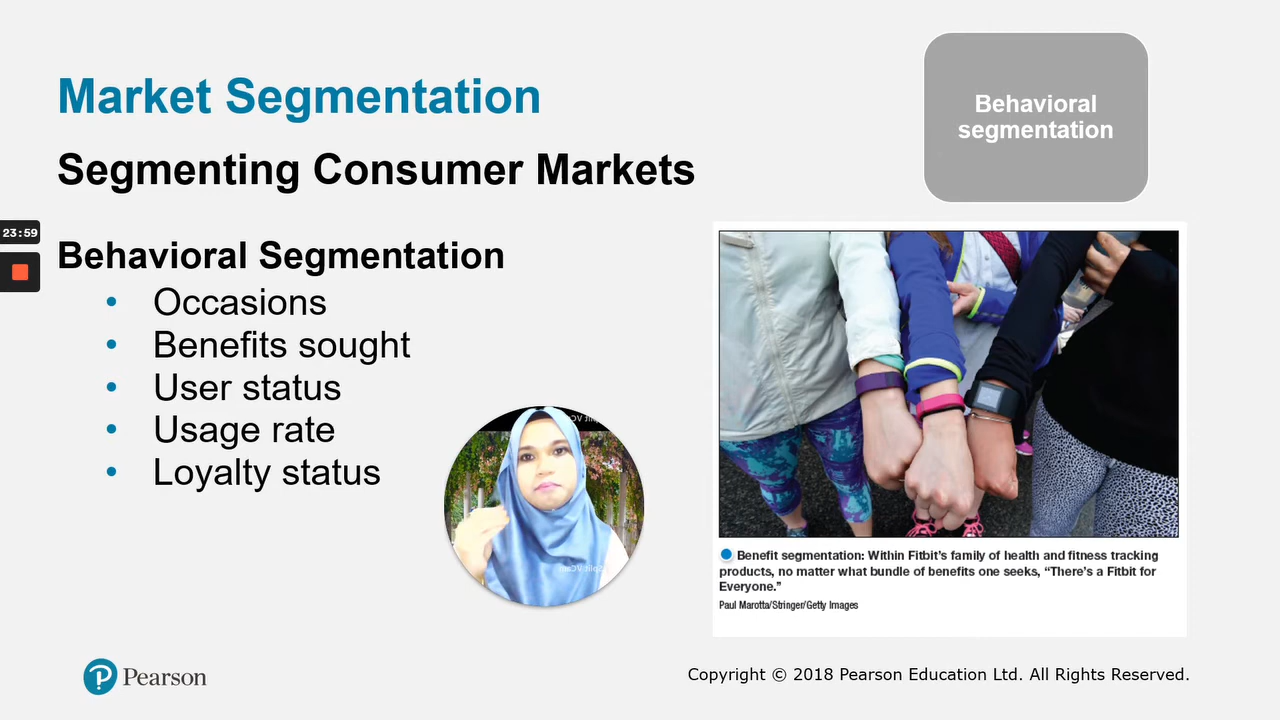 Market Segmentation
Behavioral
segmentation
Segmenting Consumer Markets
23:59
Behavioral Segmentation
• Occasions
• Benefits sought
• User status
• Usage rate
• Loyalty status
Benefit segmentation: Within Fitbit's family of health and fitness tracking
products, no matter what bundle of benefits one seeks, "There's a Fitbit for
Everyone."
Paul Marotta/Stringer/Getty Images
P Pearson
Copyright © 2018 Pearson Education Ltd. All Rights Reserved.